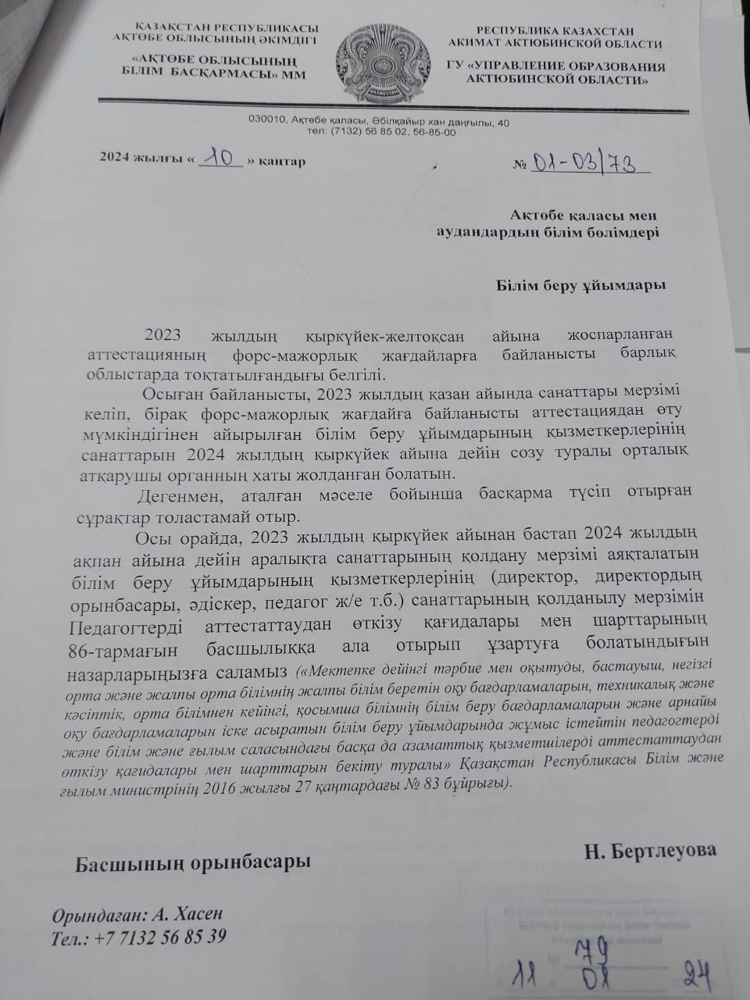 ҚАЗАҚСТАН РЕСПУБЛИКАСЫ
АҚТӨБЕ ОБЛЫСЫНЫҢ ӘКІМДІГІ
«АҚТӨБЕ ОБЛЫСЫНЫҢ
БІЛІМ БАСҚАРМАСЫ» ММ
РЕСПУБЛИКА КАЗАХСТАН
АКИМАТ АКТЮБИНСКОЙ ОБЛАСТИ
ГУ «УПРАВЛЕНИЕ ОБРАЗОВАНИЯ
АКТЮБИНСКОЙ ОБЛАСТИ»
QAZAQSTAN
030010, Ақтөбе қаласы, Әбілқайыр хан даңғылы, 40
тел: (7132) 56 85 02, 56-85-00
2024 жылғы « 10 » қаңтар
№ 01-03/73
Ақтөбе қаласы мен
аудандардың білім бөлімдері
Білім беру ұйымдары
2023 жылдың қыркүйек-желтоқсан айына жоспарланған
аттестацияның форс-мажорлық жағдайларға байланысты барлық
облыстарда тоқтатылғандығы белгілі.
Осыған байланысты, 2023 жылдың қазан айында санаттары мерзімі
келіп, бірақ форс-мажорлық жағдайға байланысты аттестациядан өту
мүмкіндігінен айырылған білім беру ұйымдарының қызметкерлерінің
санаттарын 2024 жылдың қыркүйек айына дейін созу туралы орталық
атқарушы органның хаты жолданған болатын.
Дегенмен, аталған мәселе бойынша басқарма түсіп отырған
сұрақтар толастамай отыр.
Осы орайда, 2023 жылдың қыркүйек айынан бастап 2024 жылдың
ақпан айына дейін аралықта санаттарының қолдану мерзімі аяқталатын
білім беру ұйымдарының қызметкерлерінің (директор, директордың
орынбасары, әдіскер, педагог ж/е т.б.) санаттарының қолданылу мерзімін
Педагогтерді аттестаттаудан өткізу қағидалары мен шарттарының
86-тармағын басшылыққа ала отырып ұзартуға болатындығын
назарларыңызға саламыз («Мектепке дейінгі тәрбие мен оқытуды, бастауыш, негізгі
орта және жалпы орта білімнің жалпы білім беретін оқу бағдарламаларын, техникалық және
кәсіптік, орта білімнен кейінгі, қосымша білімнің білім беру бағдарламаларын және арнайы
оқу бағдарламаларын іске асыратын білім беру ұйымдарында жұмыс істейтін педагогтерді
және білім және ғылым саласындағы басқа да азаматтық қызметшілерді аттестаттаудан
өткізу қағидалары мен шарттарын бекіту туралы» Қазақстан Республикасы Білім және
ғылым министрінің 2016 жылғы 27 қаңтардағы № 83 бұйрығы).
Басшының орынбасары
Н. Бертлеуова
Орындаған: А. Хасен
Тел.: +7 7132 56 85 39
79
11 01 24